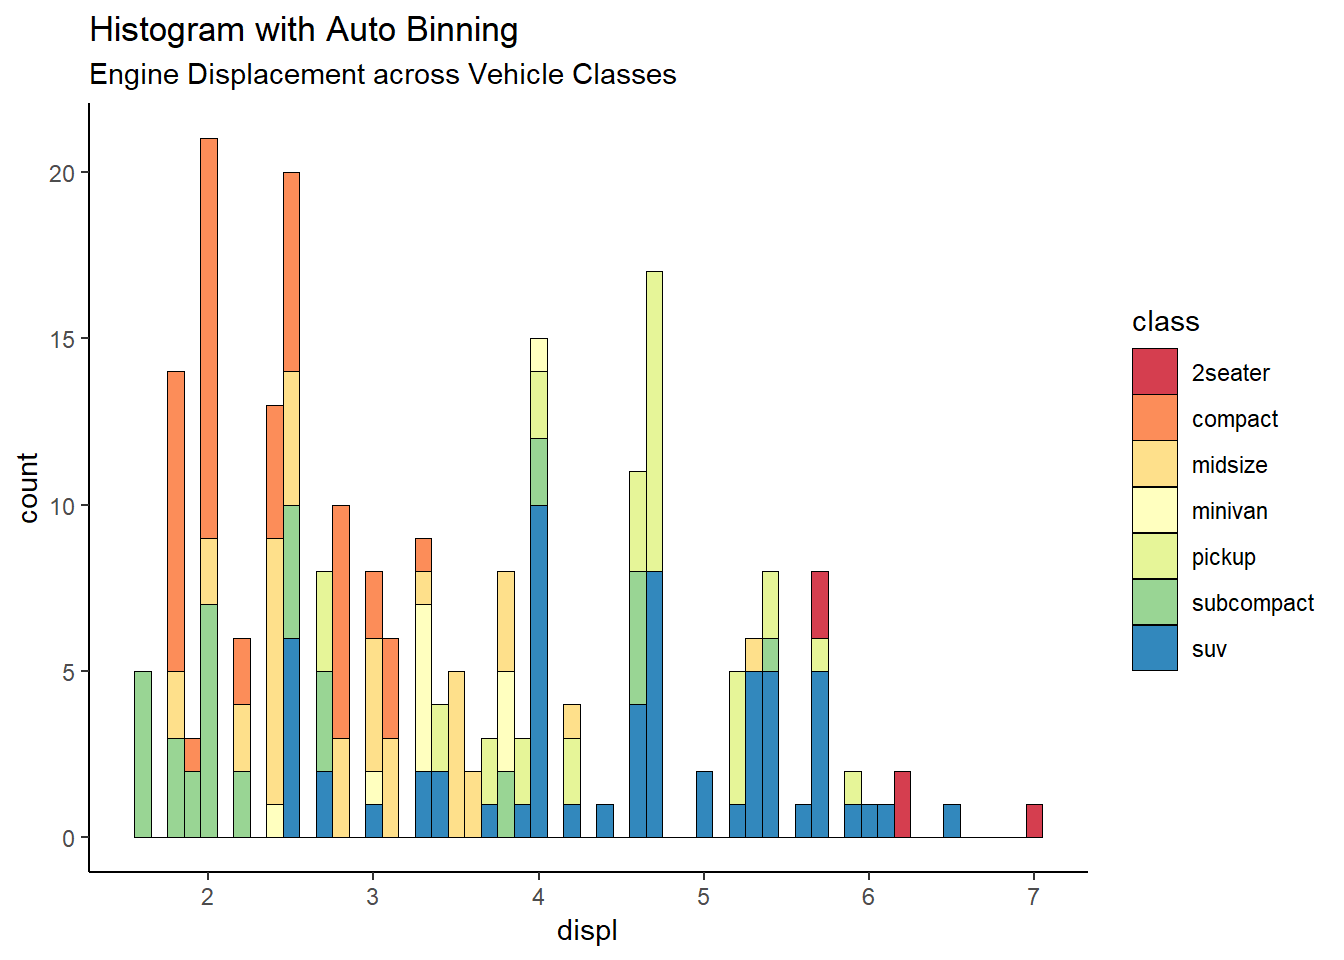 Histogram with Auto Binning
Engine Displacement across Vehicle Classes
count
20
15
10
5
0
2 3 4 5 6 7
displ
class
2seater
compact
midsize
minivan
pickup
subcompact
suv